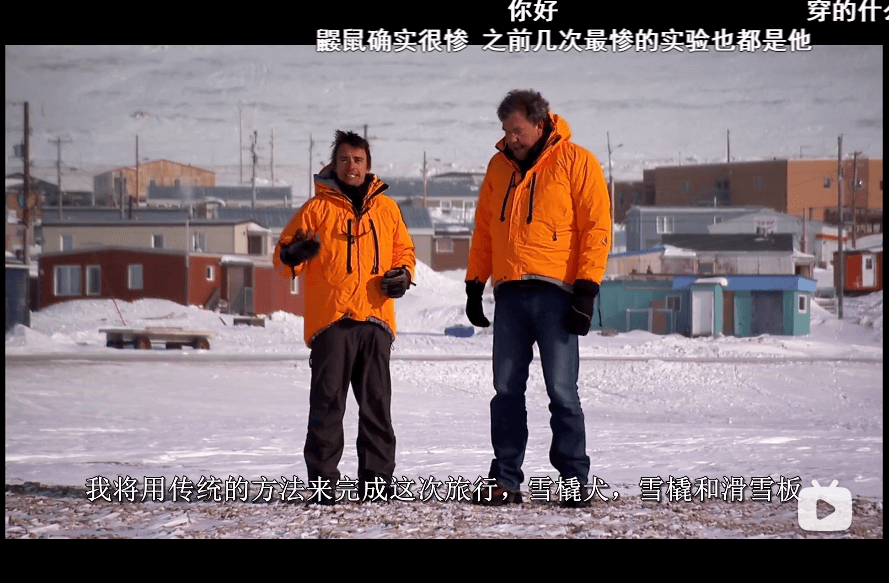 你好
穿的什么
鼹鼠确实很惨 之前几次最惨的实验也都是他
我将用传统的方法来完成这次旅行，雪橇犬，雪橇和滑雪板